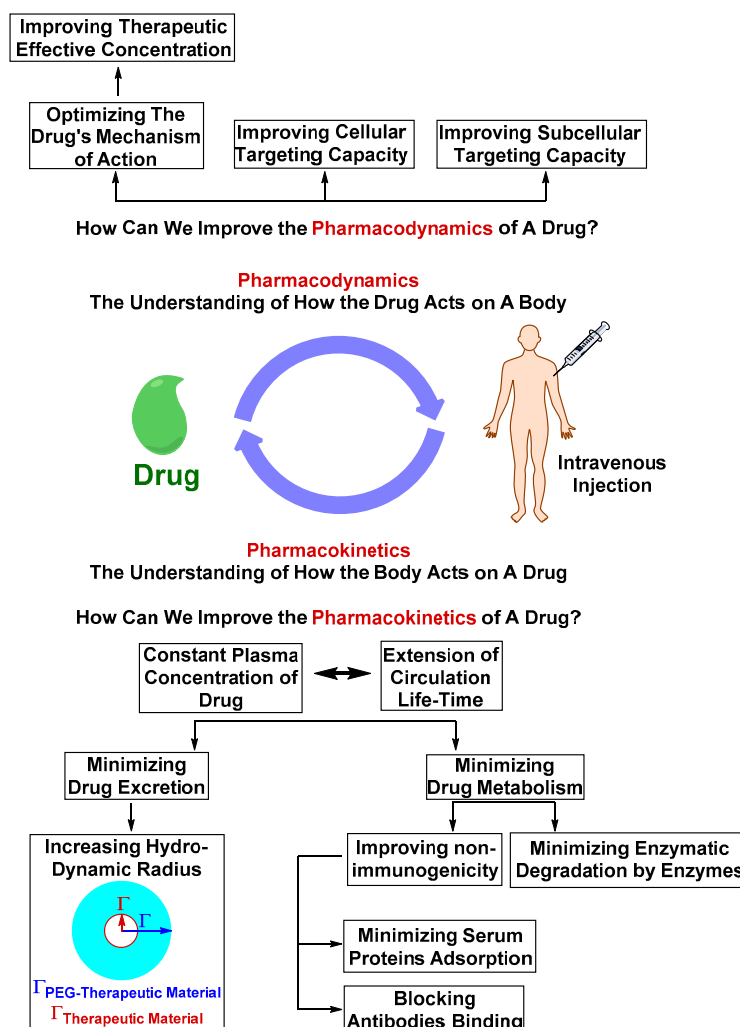 Improving Therapeutic
Effective Concentration
Optimizing The
Drug's Mechanism
of Action
Improving Cellular
Targeting Capacity
Improving Subcellular
Targeting Capacity
How Can We Improve the Pharmacodynamics of A Drug?
Pharmacodynamics
The Understanding of How the Drug Acts on A Body
Drug
Intravenous
Injection
Pharmacokinetics
The Understanding of How the Body Acts on A Drug
How Can We Improve the Pharmacokinetics of A Drug?
Constant Plasma
Concentration of
Drug
Extension of
Circulation
Life-Time
Minimizing
Drug Excretion
Minimizing
Drug Metabolism
Increasing Hydro-
Dynamic Radius
Γ
Γ
Γ PEG-Therapeutic Material
Γ Therapeutic Material
Improving non-
immunogenicity
Minimizing Enzymatic
Degradation by Enzymes
Minimizing Serum
Proteins Adsorption
Blocking
Antibodies Binding